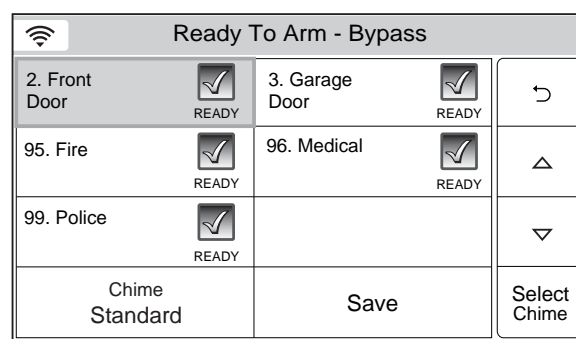 Ready To Arm - Bypass
2. Front
Door
READY
3. Garage
Door
READY
95. Fire
READY
96. Medical
READY
99. Police
READY
Chime
Standard
Save
Select
Chime